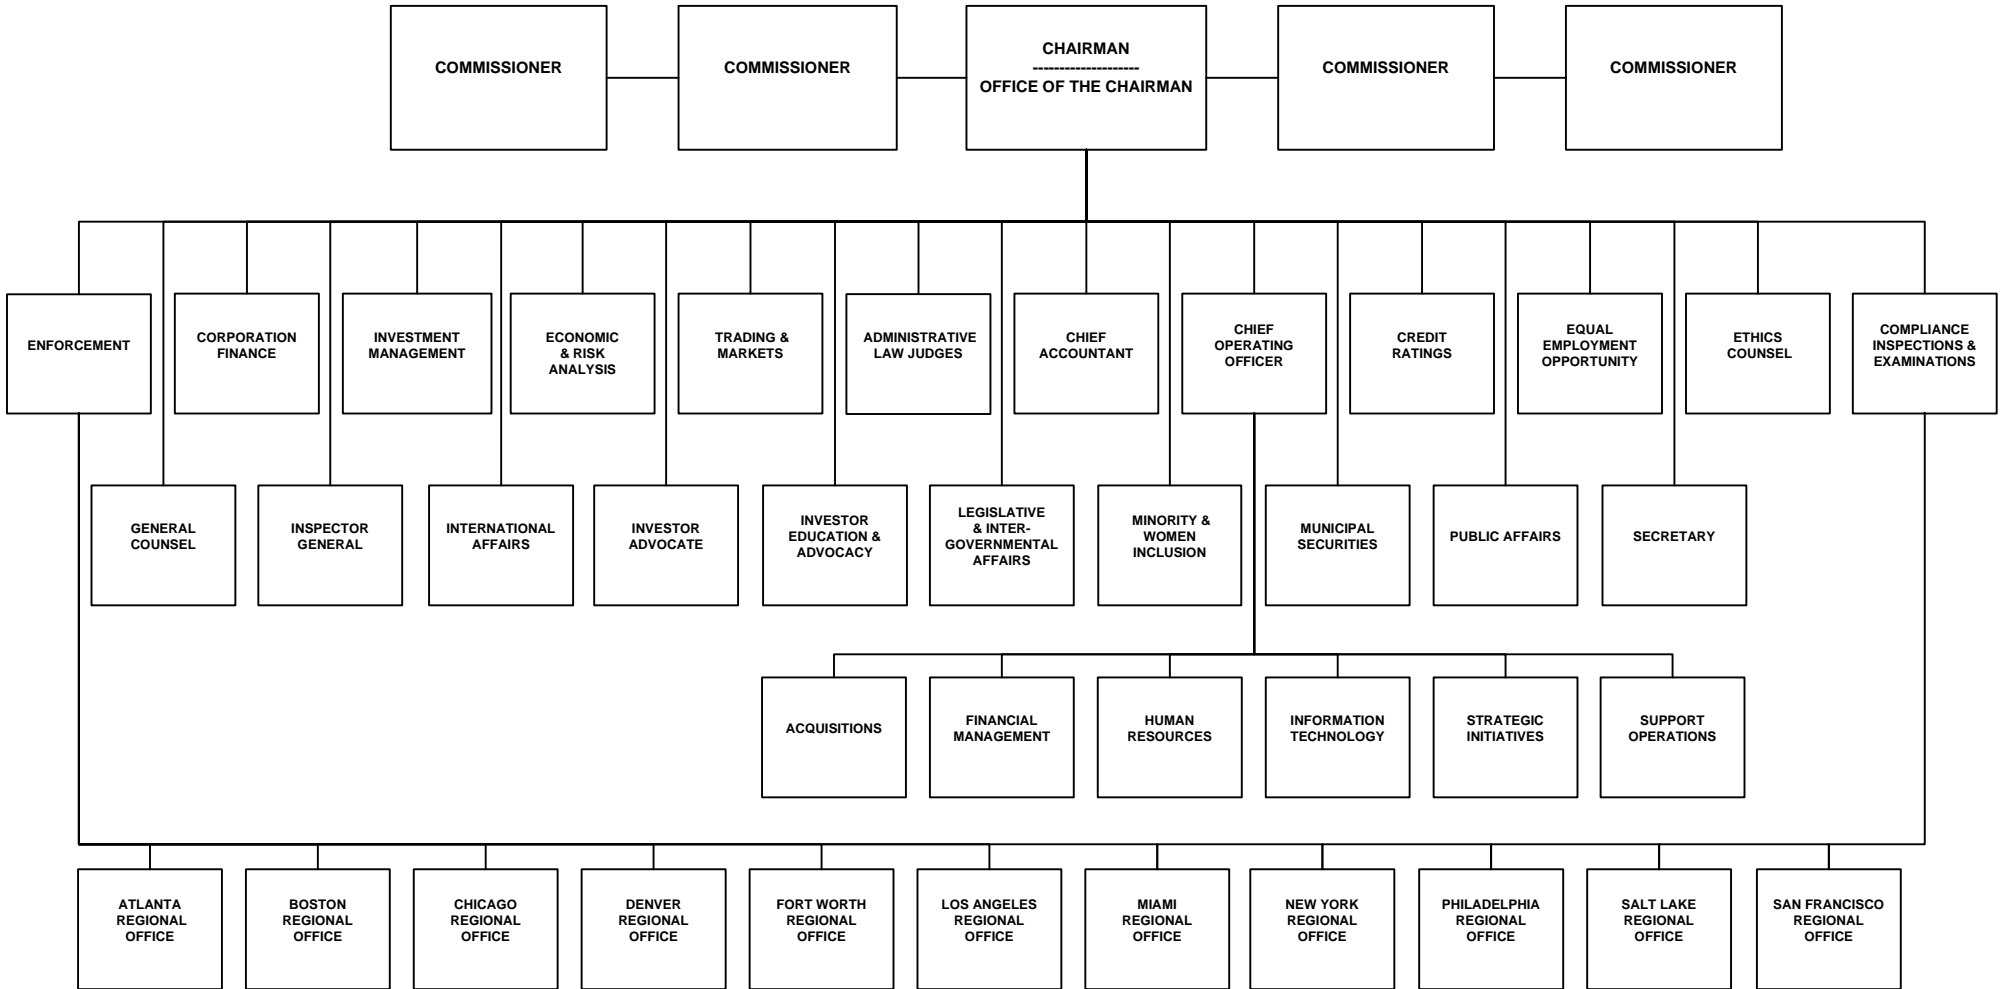 COMMISSIONER
COMMISSIONER
CHAIRMAN
--------------------
OFFICE OF THE CHAIRMAN
COMMISSIONER
COMMISSIONER
ENFORCEMENT
CORPORATION
FINANCE
INVESTMENT
MANAGEMENT
ECONOMIC
& RISK
ANALYSIS
TRADING &
MARKETS
ADMINISTRATIVE
LAW JUDGES
CHIEF
ACCOUNTANT
CHIEF
OPERATING
OFFICER
CREDIT
RATINGS
EQUAL
EMPLOYMENT
OPPORTUNITY
ETHICS
COUNSEL
COMPLIANCE
INSPECTIONS &
EXAMINATIONS
GENERAL
COUNSEL
INSPECTOR
GENERAL
INTERNATIONAL
AFFAIRS
INVESTOR
ADVOCATE
INVESTOR
EDUCATION &
ADVOCACY
LEGISLATIVE
& INTER-
GOVERNMENTAL
AFFAIRS
MINORITY &
WOMEN
INCLUSION
MUNICIPAL
SECURITIES
PUBLIC AFFAIRS
SECRETARY
ACQUISITIONS
FINANCIAL
MANAGEMENT
HUMAN
RESOURCES
INFORMATION
TECHNOLOGY
STRATEGIC
INITIATIVES
SUPPORT
OPERATIONS
ATLANTA
REGIONAL
OFFICE
BOSTON
REGIONAL
OFFICE
CHICAGO
REGIONAL
OFFICE
DENVER
REGIONAL
OFFICE
FORT WORTH
REGIONAL
OFFICE
LOS ANGELES
REGIONAL
OFFICE
MIAMI
REGIONAL
OFFICE
NEW YORK
REGIONAL
OFFICE
PHILADELPHIA
REGIONAL
OFFICE
SALT LAKE
REGIONAL
OFFICE
SAN FRANCISCO
REGIONAL
OFFICE